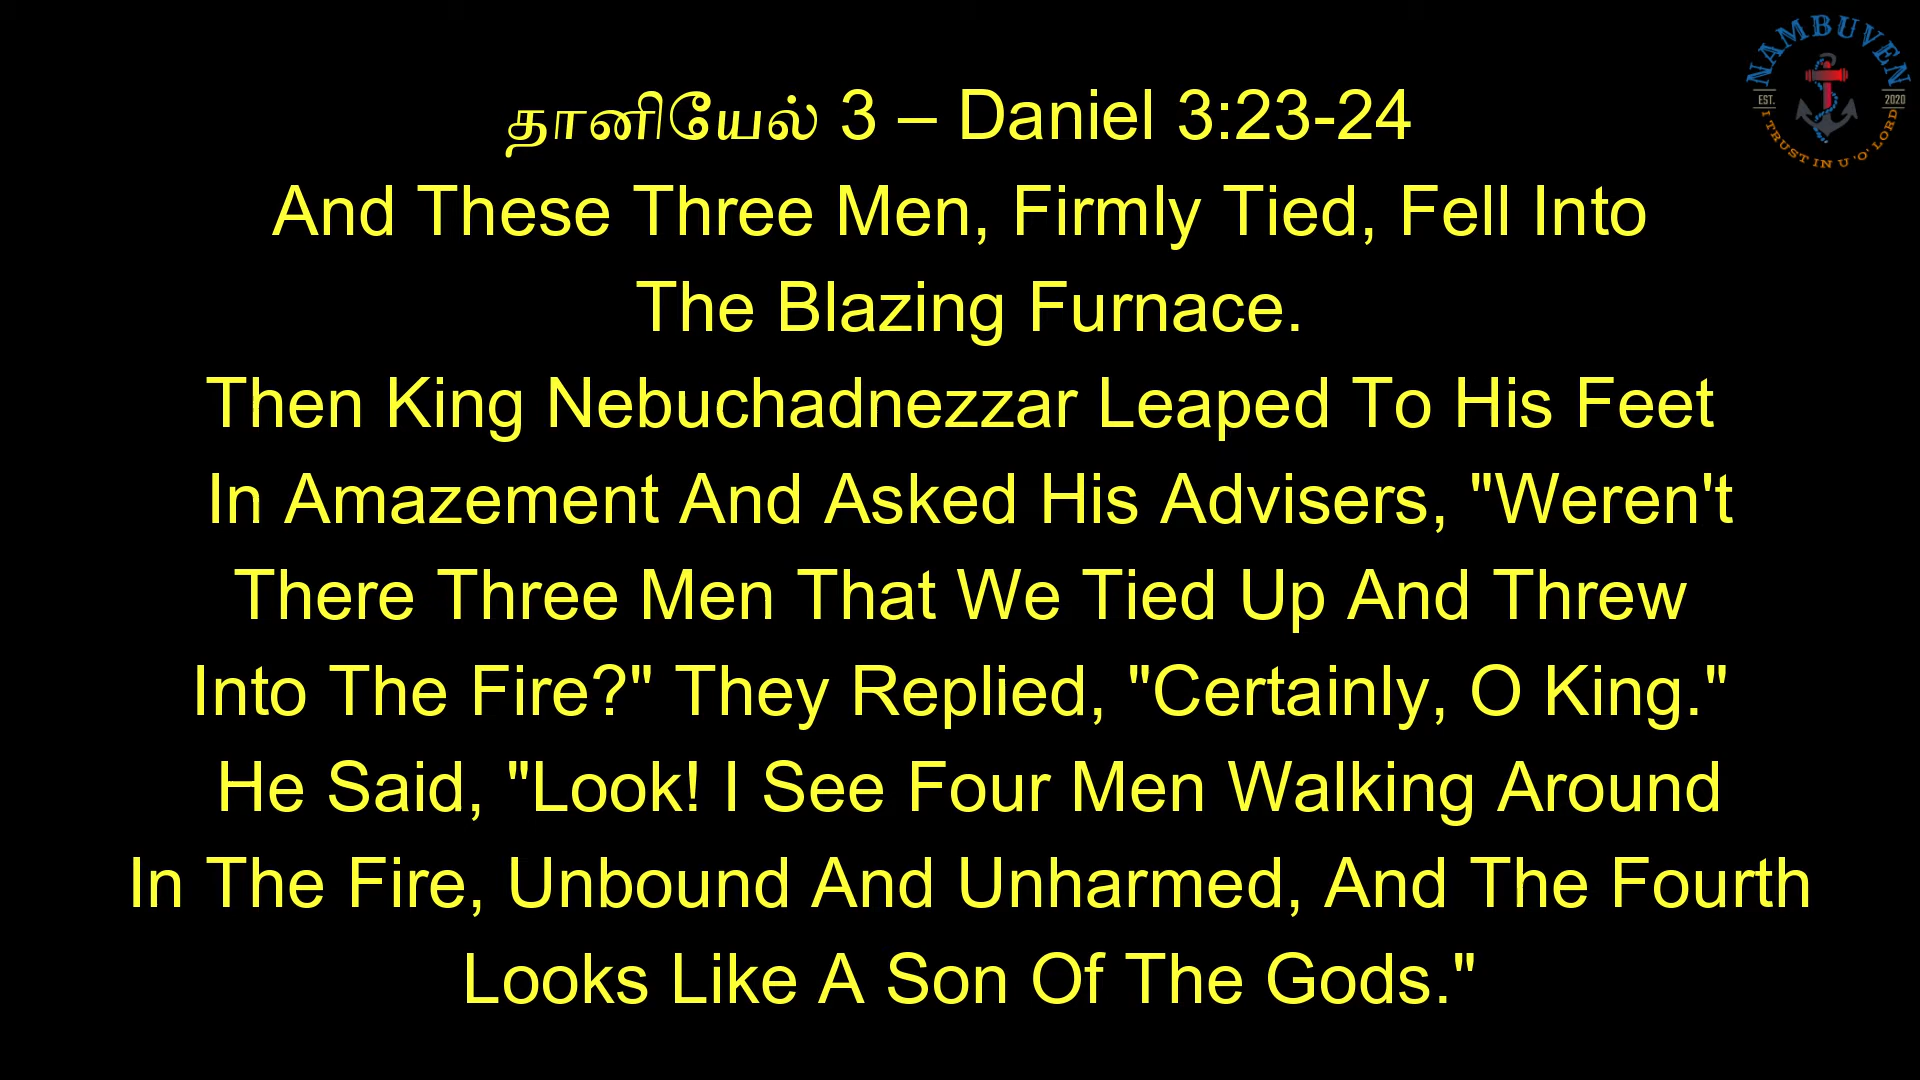 NAMBUVEN
EST. 2020
I TRUST IN U 'O' LORD
தானியேல் 3 – Daniel 3:23-24
And These Three Men, Firmly Tied, Fell Into
The Blazing Furnace.
Then King Nebuchadnezzar Leaped To His Feet
In Amazement And Asked His Advisers, "Weren't
There Three Men That We Tied Up And Threw
Into The Fire?" They Replied, "Certainly, O King."
He Said, "Look! I See Four Men Walking Around
In The Fire, Unbound And Unharmed, And The Fourth
Looks Like A Son Of The Gods."